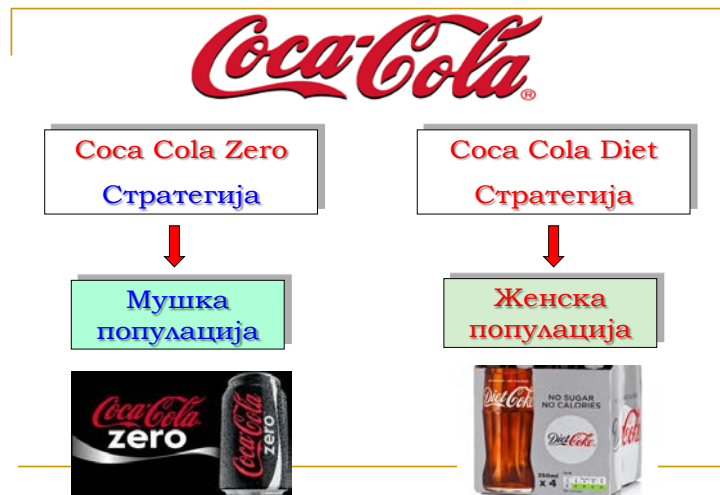 Coca-Cola®
Coca Cola Zero
Стратегија
Coca Cola Diet
Стратегија
Мушка
популација
Женска
популација
Coca-Cola
zero
Coca-Cola
zero
Diet Coke
NO SUGAR
NO CALORIES
Diet Coke
350ml
x 4